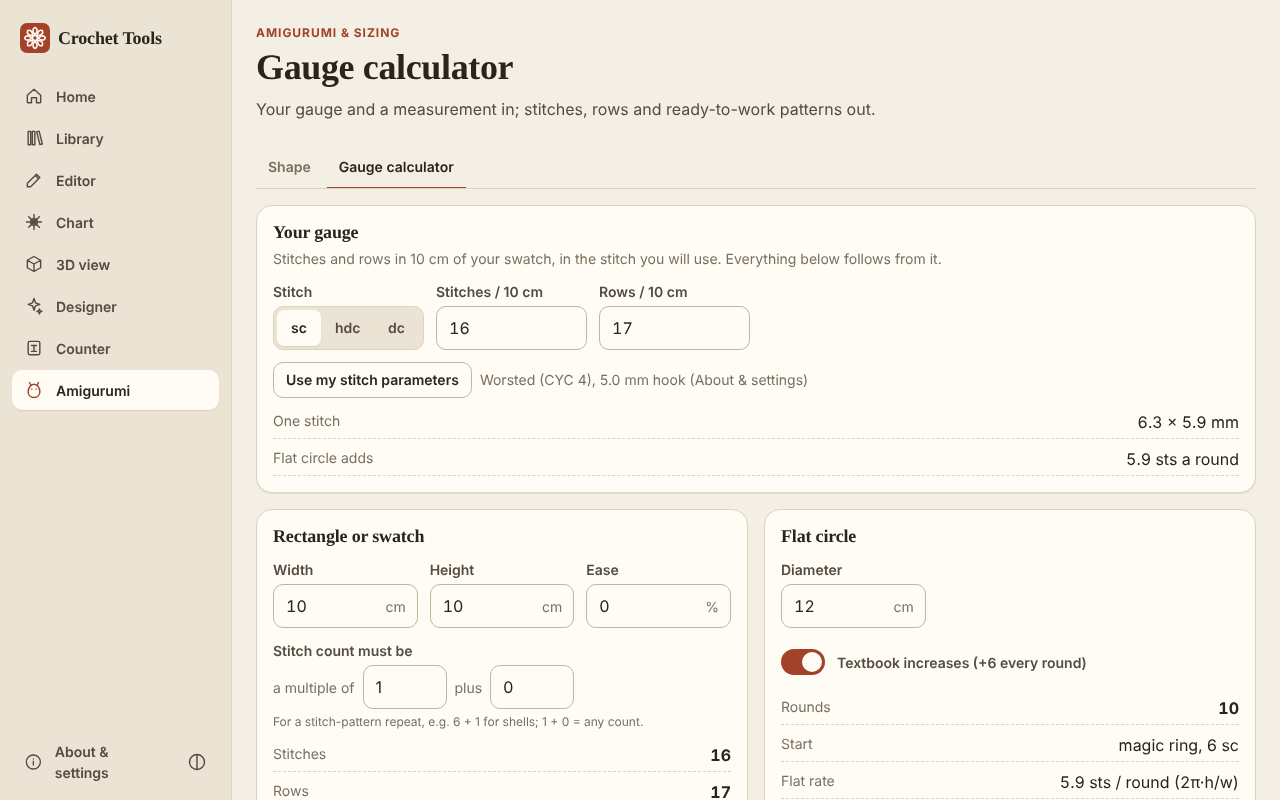 Crochet Tools
Home
Library
Editor
Chart
3D view
Designer
Counter
Amigurumi
About & settings
AMIGURUMI & SIZING
Gauge calculator
Your gauge and a measurement in; stitches, rows and ready-to-work patterns out.
Shape Gauge calculator
Your gauge
Stitches and rows in 10 cm of your swatch, in the stitch you will use. Everything below follows from it.
Stitch Stitches / 10 cm Rows / 10 cm
sc hdc dc 16 17
Use my stitch parameters Worsted (CYC 4), 5.0 mm hook (About & settings)
One stitch 6.3 × 5.9 mm
Flat circle adds 5.9 sts a round
Rectangle or swatch
Width Height Ease
10 cm 10 cm 0 %
Stitch count must be
a multiple of 1 plus 0
For a stitch-pattern repeat, e.g. 6 + 1 for shells; 1 + 0 = any count.
Stitches 16
Rows 17
Flat circle
Diameter
12 cm
Textbook increases (+6 every round)
Rounds 10
Start magic ring, 6 sc
Flat rate 5.9 sts / round (2π·h/w)